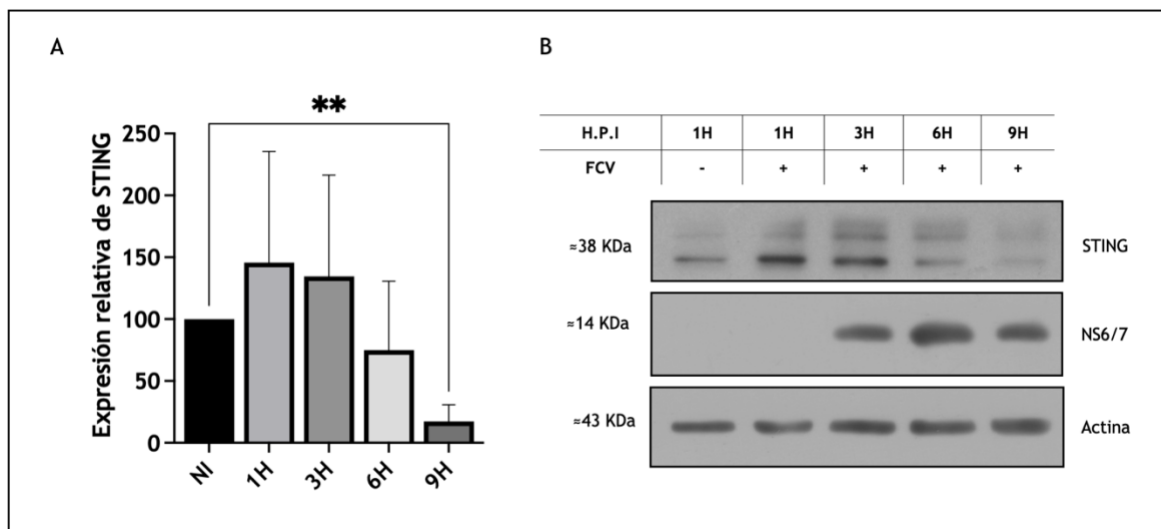 A
**
Expresión relativa de STING
250
200
150
100
50
0
NI
1H
3H
6H
9H
B
H.P.I 1H 1H 3H 6H 9H
FCV - + + + +
≈38 KDa STING
≈14 KDa NS6/7
≈43 KDa Actina